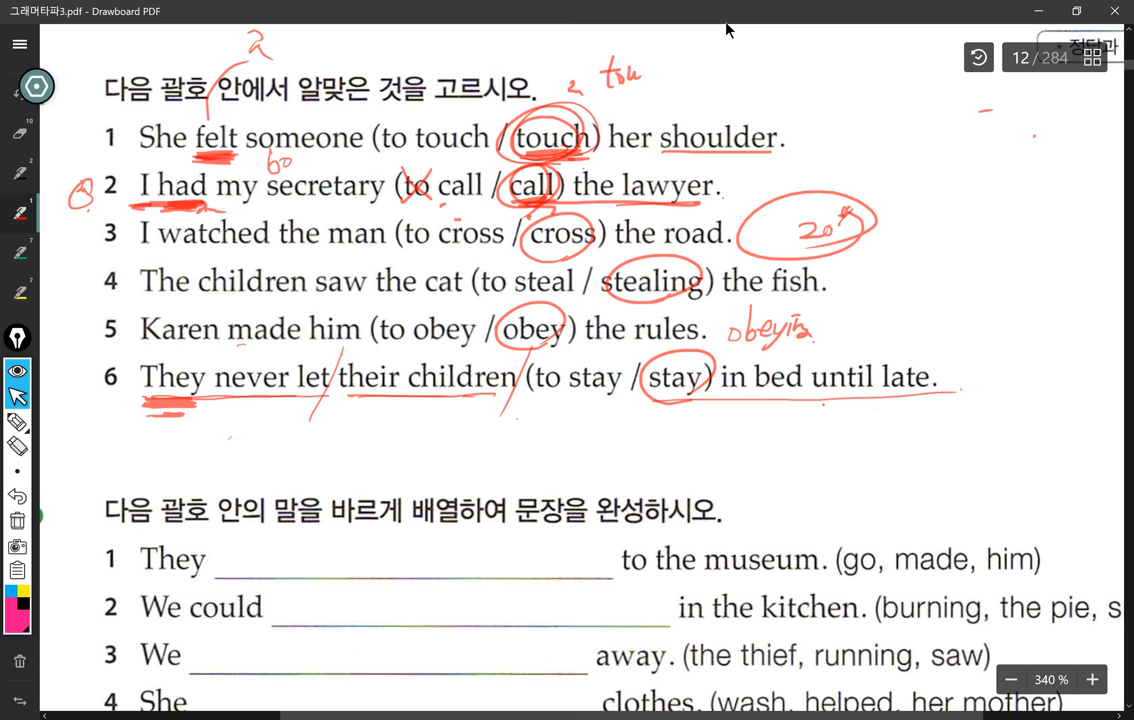 그래머타파3.pdf - Drawboard PDF
정답과
12 / 284
다음 괄호 안에서 알맞은 것을 고르시오.
tou
1 She felt someone (to touch / touch) her shoulder.
2 I had my secretary (to call / call) the lawyer.
3 I watched the man (to cross / cross) the road.
4 The children saw the cat (to steal / stealing) the fish.
5 Karen made him (to obey / obey) the rules.
6 They never let their children (to stay / stay) in bed until late.
다음 괄호 안의 말을 바르게 배열하여 문장을 완성하시오.
1 They to the museum. (go, made, him)
2 We could in the kitchen. (burning, the pie, s
3 We away. (the thief, running, saw)
4 She clothes. (wash, helped, her mother)
340 %